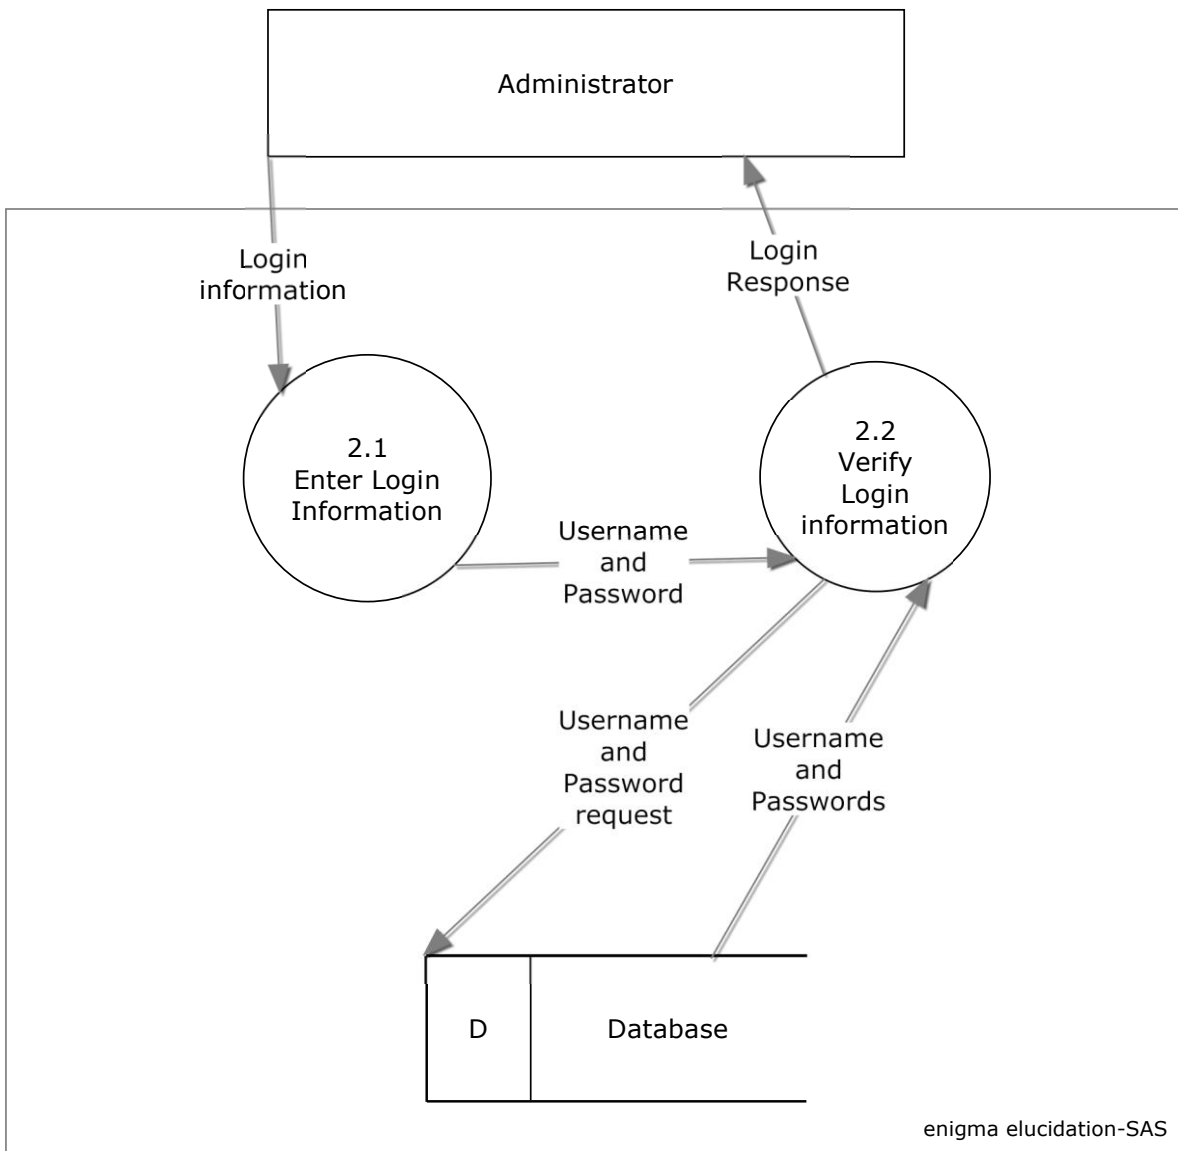 Administrator
Login
information
Login
Response
2.1
Enter Login
Information
2.2
Verify
Login
information
Username
and
Password
Username
and
Password
request
Username
and
Passwords
D
Database
enigma elucidation-SAS